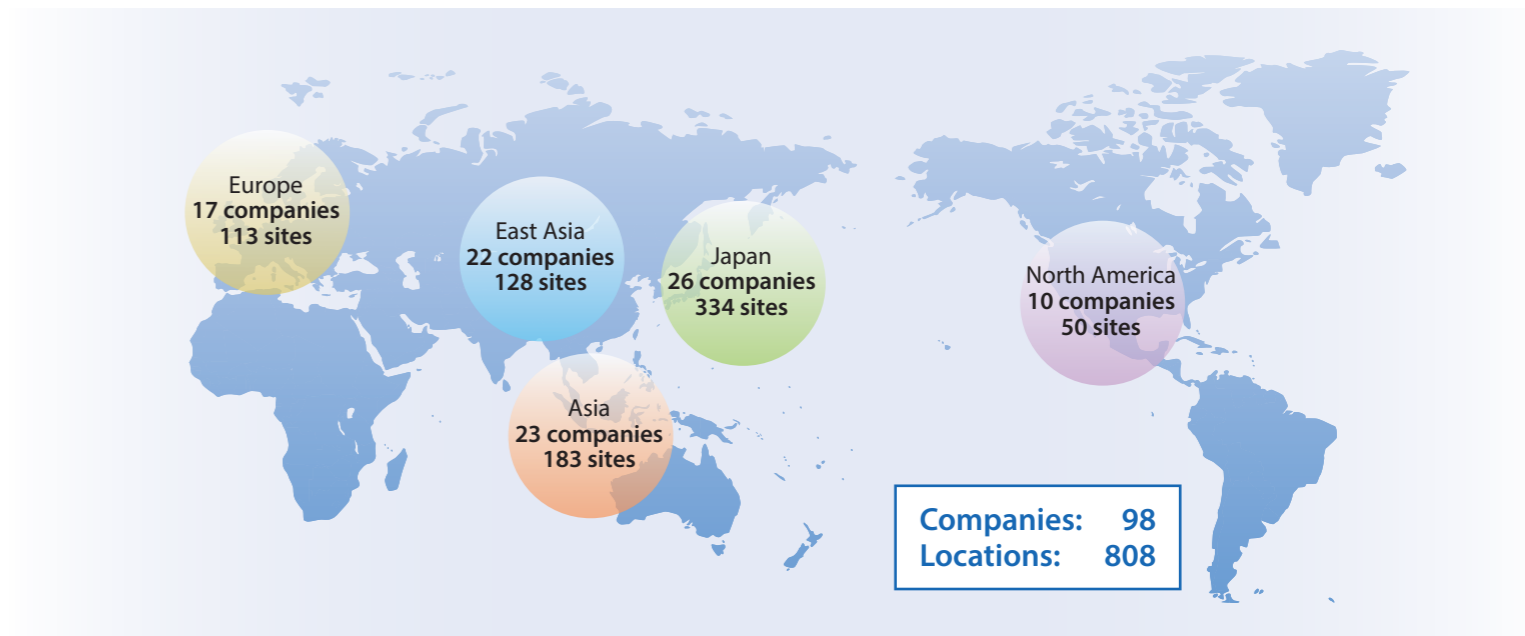 Europe
17 companies
113 sites
East Asia
22 companies
128 sites
Japan
26 companies
334 sites
North America
10 companies
50 sites
Asia
23 companies
183 sites
Companies: 98
Locations: 808